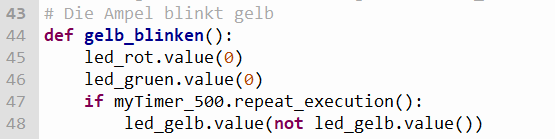 43 # Die Ampel blinkt gelb
44 def gelb_blinken():
45     led_rot.value(0)
46     led_gruen.value(0)
47     if myTimer_500.repeat_execution():
48         led_gelb.value(not led_gelb.value())